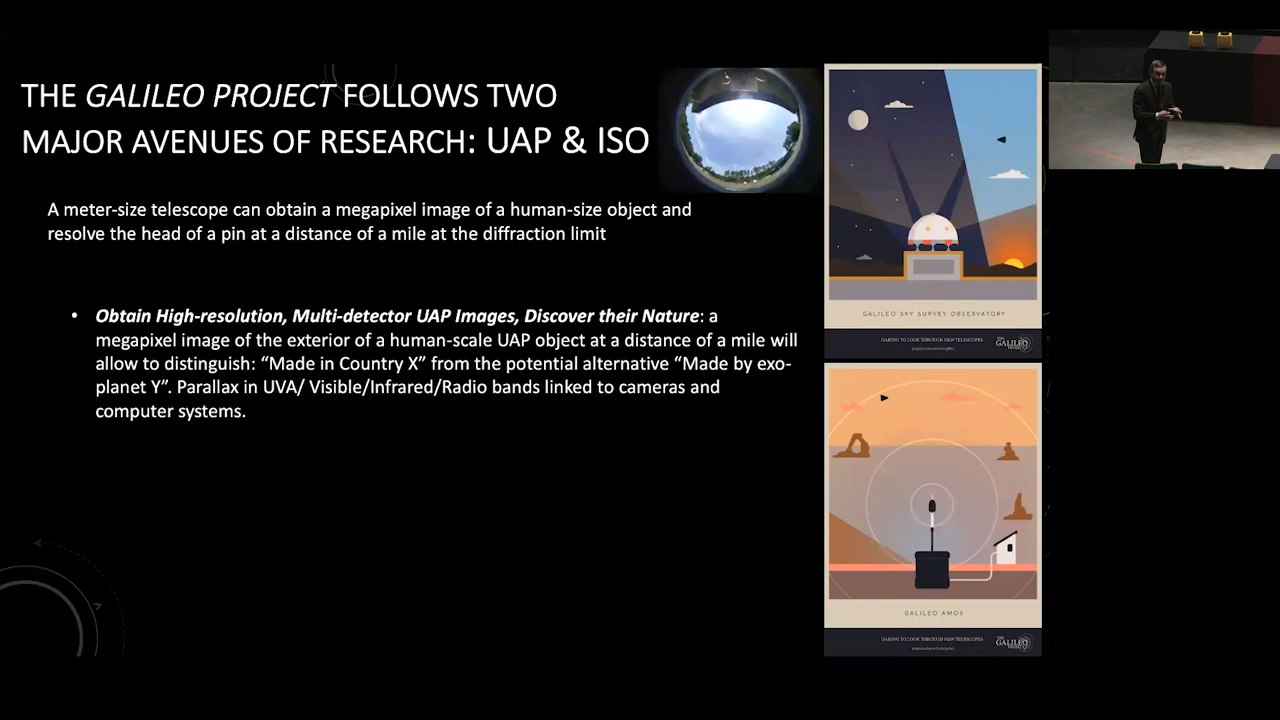 THE GALILEO PROJECT FOLLOWS TWO
MAJOR AVENUES OF RESEARCH: UAP & ISO
A meter-size telescope can obtain a megapixel image of a human-size object and
resolve the head of a pin at a distance of a mile at the diffraction limit
• Obtain High-resolution, Multi-detector UAP Images, Discover their Nature: a
megapixel image of the exterior of a human-scale UAP object at a distance of a mile will
allow to distinguish: “Made in Country X” from the potential alternative “Made by exo-
planet Y”. Parallax in UVA/ Visible/Infrared/Radio bands linked to cameras and
computer systems.
GALILEO SKY SURVEY OBSERVATORY
DARING TO LOOK THROUGH NEW TELESCOPES
THE
GALILEO
PROJECT
GALILEO AMOS
DARING TO LOOK THROUGH NEW TELESCOPES
THE
GALILEO
PROJECT